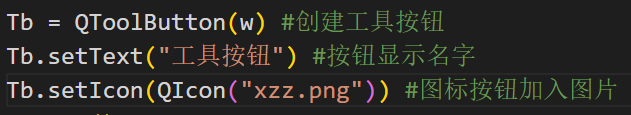 Tb = QToolButton(w) #创建工具按钮
Tb.setText("工具按钮") #按钮显示名字
Tb.setIcon(QIcon("xzz.png")) #图标按钮加入图片